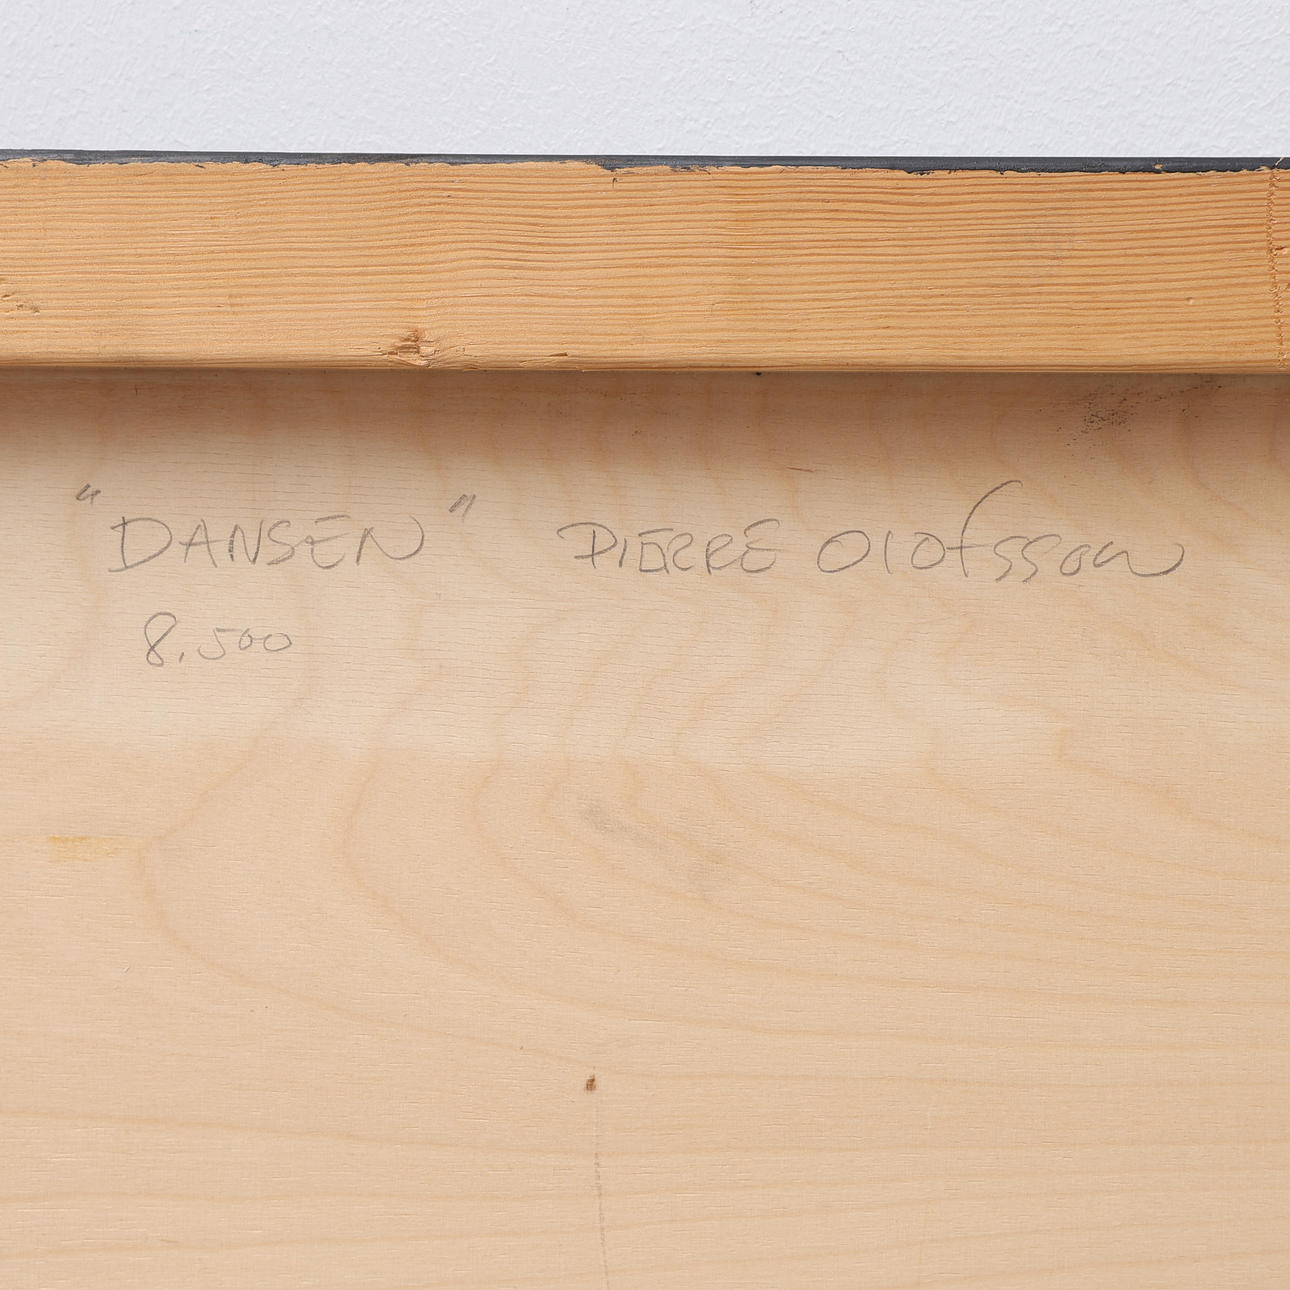 "DANSEN" PIERRE Olofsson
8.500